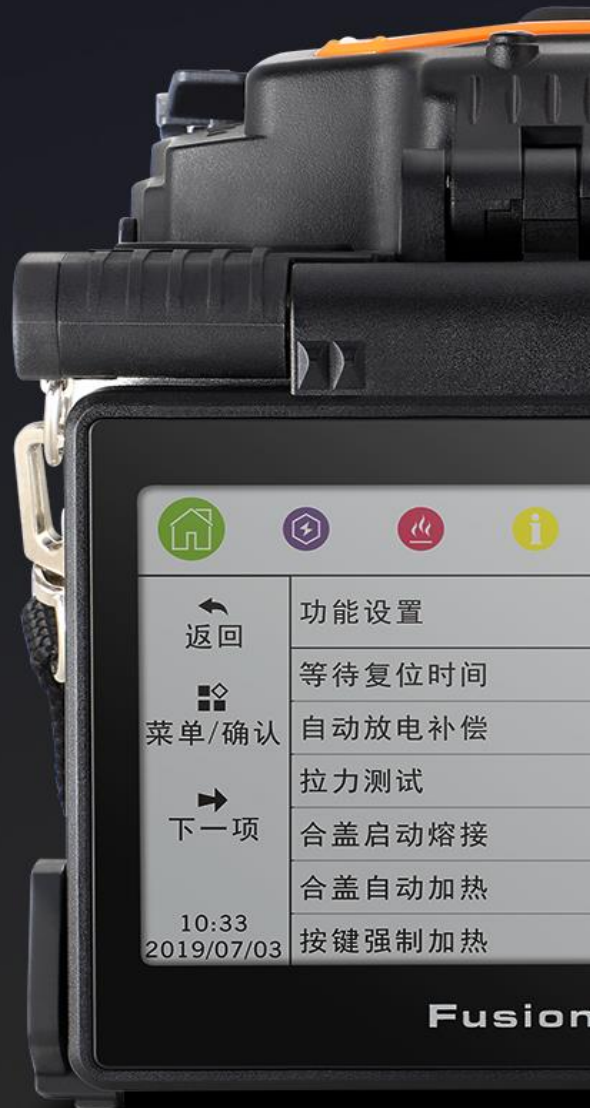 返回
菜单/确认
下一项
10:33
2019/07/03
功能设置
等待复位时间
自动放电补偿
拉力测试
合盖启动熔接
合盖自动加热
按键强制加热
Fusion